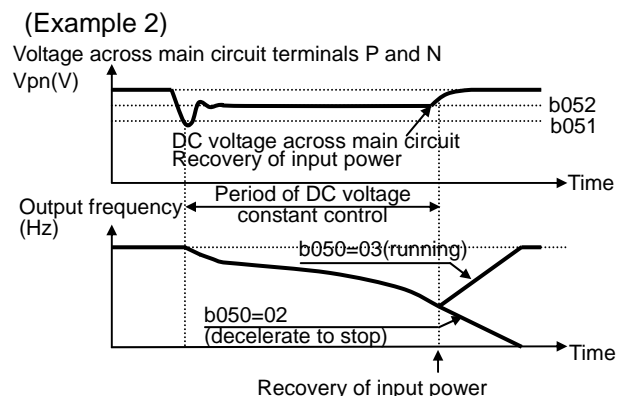 (Example 2)
Voltage across main circuit terminals P and N
Vpn(V)
b052
b051
DC voltage across main circuit
Recovery of input power
Time
Period of DC voltage
constant control
Output frequency
(Hz)
b050=03(running)
b050=02
(decelerate to stop)
Time
Recovery of input power